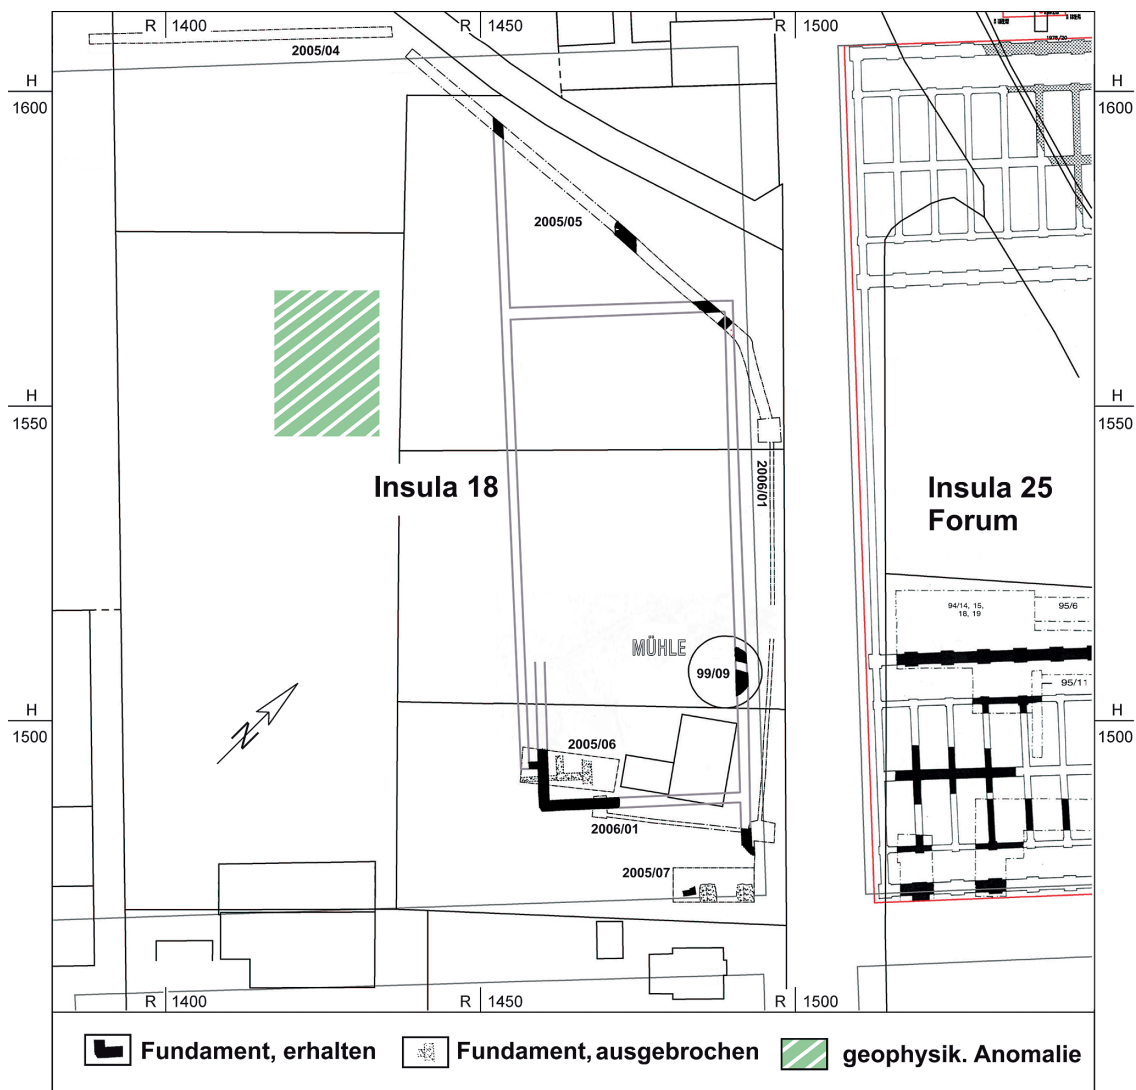 R 1400
R 1450
R 1500
2005/04
1975/20
H
1600
H
1600
2005/05
H
1550
H
1550
2006/01
Insula 18
Insula 25
Forum
94/14, 15,
18, 19
95/6
MÜHLE
99/09
95/11
N
H
1500
H
1500
2005/06
2006/01
2005/07
R 1400
R 1450
R 1500
Fundament, erhalten
Fundament, ausgebrochen
geophysik. Anomalie